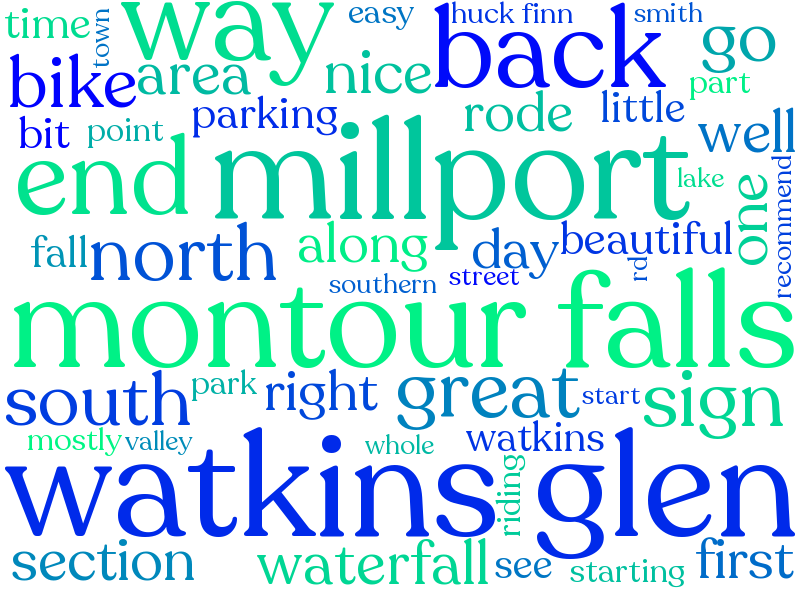 time
town
way
easy
huck finn
smith
back
go
bike
area
nice
part
bit
point
parking
rode
little
well
end
millport
lake
one
recommend
fall
north
along
day
beautiful
rd
southern
street
montour falls
south
park
right
great
start
sign
mostly
valley
whole
watkins
watkins glen
riding
section
waterfall
see
starting
first